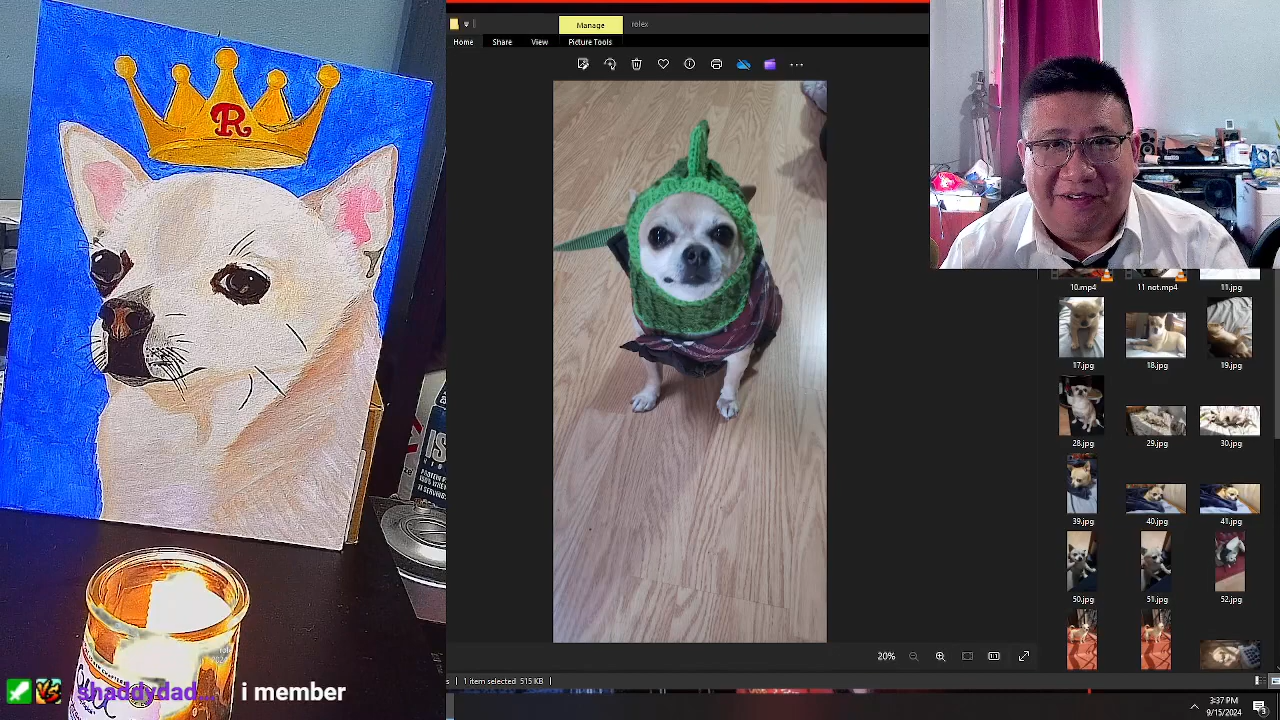 Manage
rolex
Home
Share
View
Picture Tools
R
10.mp4
11 not.mp4
11.jpg
17.jpg
18.jpg
19.jpg
28.jpg
29.jpg
30.jpg
39.jpg
40.jpg
41.jpg
50.jpg
51.jpg
52.jpg
20%
1 item selected 515 KB
i member
3:37 PM
9/15/2024